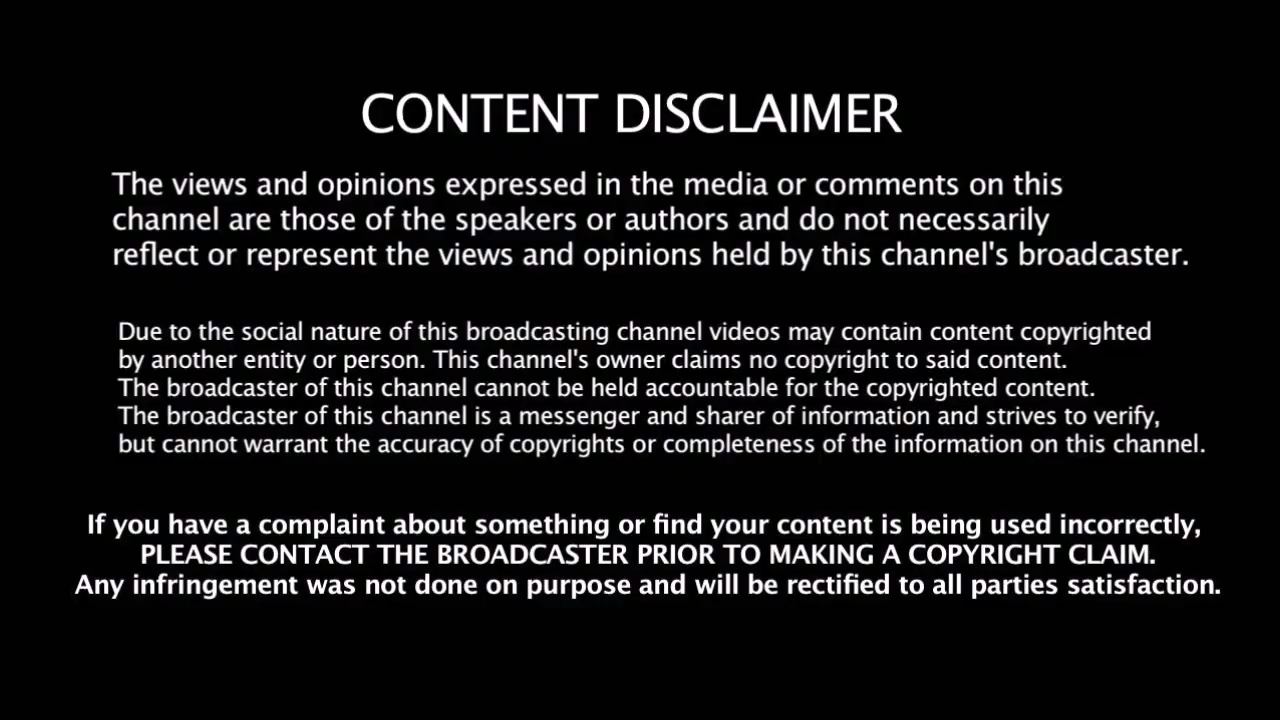 CONTENT DISCLAIMER
The views and opinions expressed in the media or comments on this
channel are those of the speakers or authors and do not necessarily
reflect or represent the views and opinions held by this channel's broadcaster.
Due to the social nature of this broadcasting channel videos may contain content copyrighted
by another entity or person. This channel's owner claims no copyright to said content.
The broadcaster of this channel cannot be held accountable for the copyrighted content.
The broadcaster of this channel is a messenger and sharer of information and strives to verify,
but cannot warrant the accuracy of copyrights or completeness of the information on this channel.
If you have a complaint about something or find your content is being used incorrectly,
PLEASE CONTACT THE BROADCASTER PRIOR TO MAKING A COPYRIGHT CLAIM.
Any infringement was not done on purpose and will be rectified to all parties satisfaction.